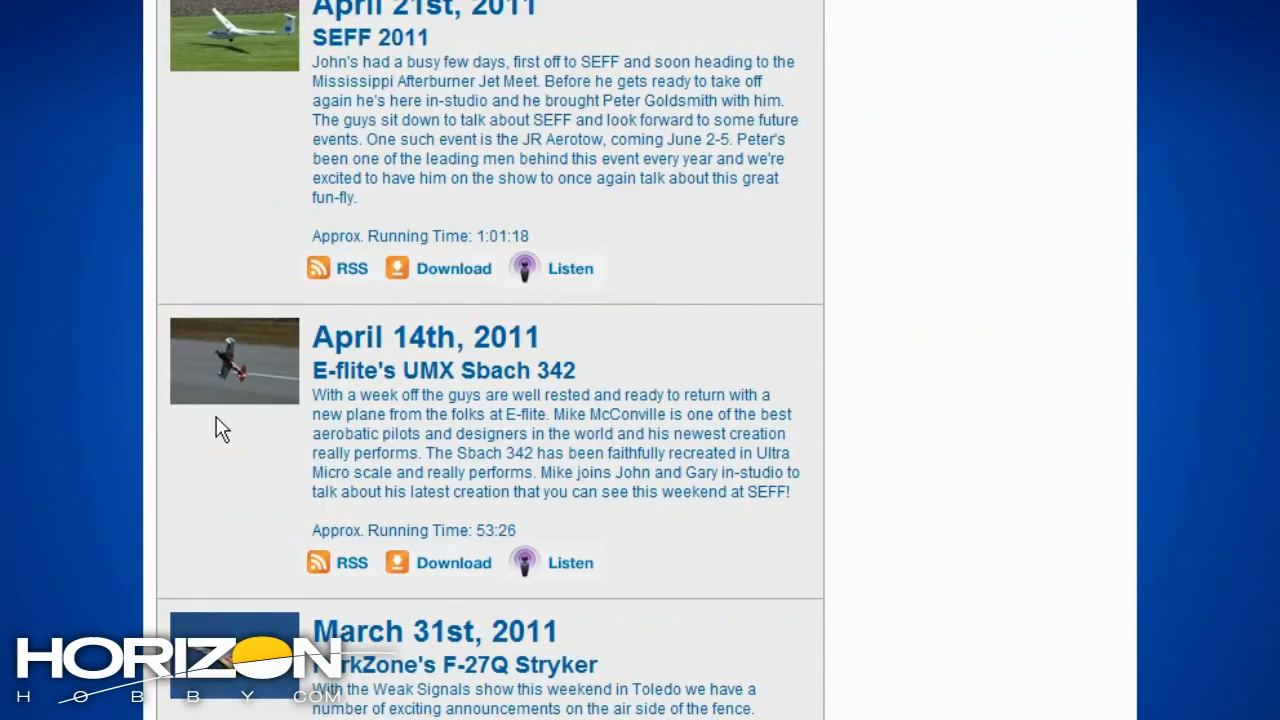 April 21st, 2011
SEFF 2011
John's had a busy few days, first off to SEFF and soon heading to the
Mississippi Afterburner Jet Meet. Before he gets ready to take off
again he's here in-studio and he brought Peter Goldsmith with him.
The guys sit down to talk about SEFF and look forward to some future
events. One such event is the JR Aerotow, coming June 2-5. Peter's
been one of the leading men behind this event every year and we're
excited to have him on the show to once again talk about this great
fun-fly.
Approx. Running Time: 1:01:18
RSS Download Listen
April 14th, 2011
E-flite's UMX Sbach 342
With a week off the guys are well rested and ready to return with a
new plane from the folks at E-flite. Mike McConville is one of the best
aerobatic pilots and designers in the world and his newest creation
really performs. The Sbach 342 has been faithfully recreated in Ultra
Micro scale and really performs. Mike joins John and Gary in-studio to
talk about his latest creation that you can see this weekend at SEFF!
Approx. Running Time: 53:26
RSS Download Listen
March 31st, 2011
ParkZone's F-27Q Stryker
With the Weak Signals show this weekend in Toledo we have a
number of exciting announcements on the air side of the fence.
HORIZON
HOBBY.COM